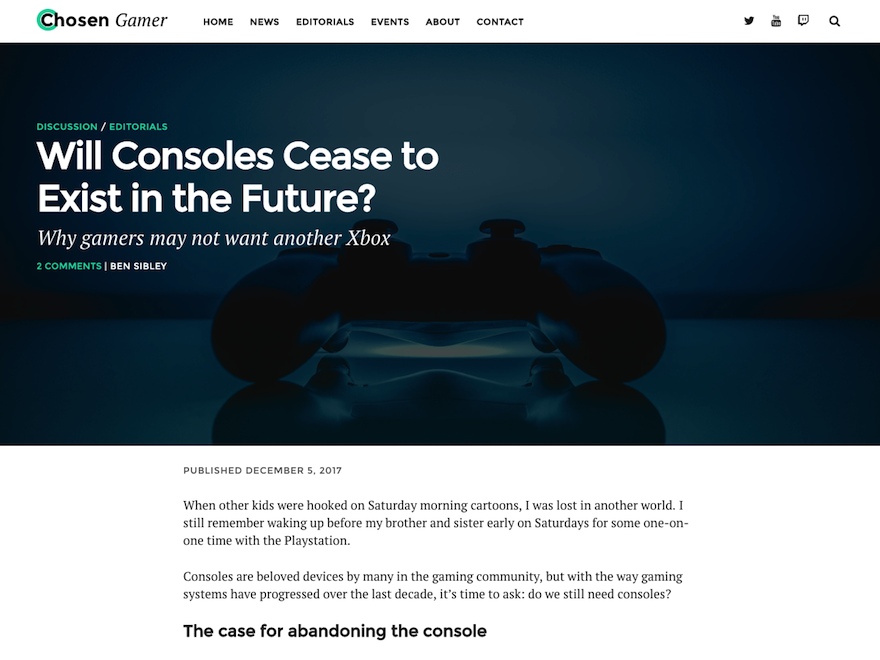 Chosen Gamer
HOME NEWS EDITORIALS EVENTS ABOUT CONTACT
DISCUSSION / EDITORIALS
Will Consoles Cease to
Exist in the Future?
Why gamers may not want another Xbox
2 COMMENTS | BEN SIBLEY
PUBLISHED DECEMBER 5, 2017
When other kids were hooked on Saturday morning cartoons, I was lost in another world. I
still remember waking up before my brother and sister early on Saturdays for some one-on-
one time with the Playstation.
Consoles are beloved devices by many in the gaming community, but with the way gaming
systems have progressed over the last decade, it's time to ask: do we still need consoles?
The case for abandoning the console